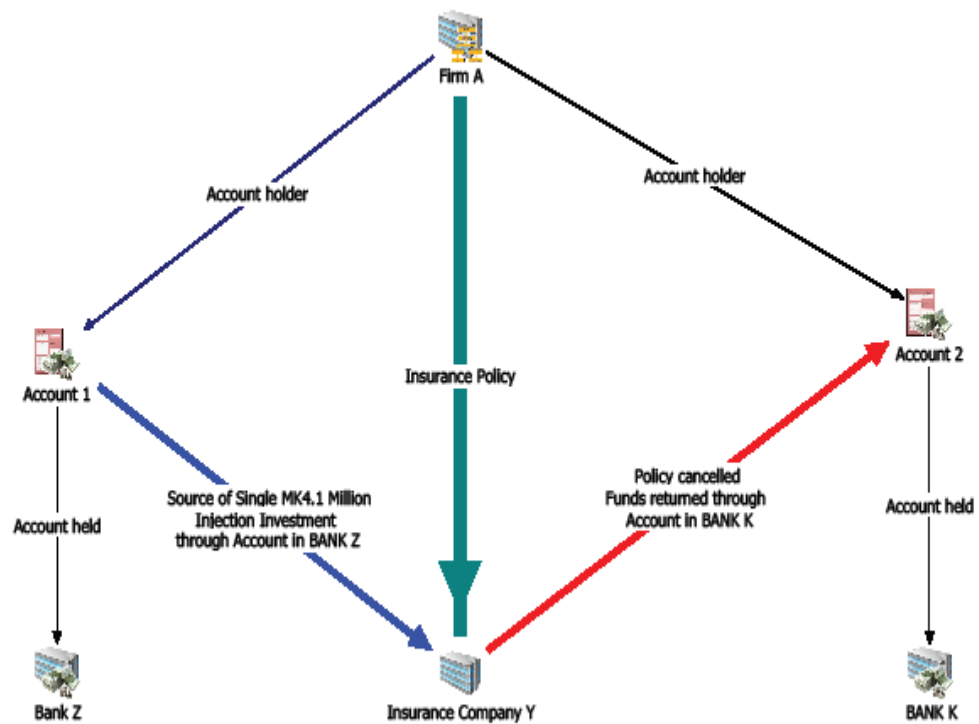 Firm A
Account holder
Account holder
Account 1
Account 2
Insurance Policy
Source of Single MK4.1 Million
Injection Investment
through Account in BANK Z
Policy cancelled
Funds returned through
Account in BANK K
Account held
Account held
Bank Z
Insurance Company Y
BANK K